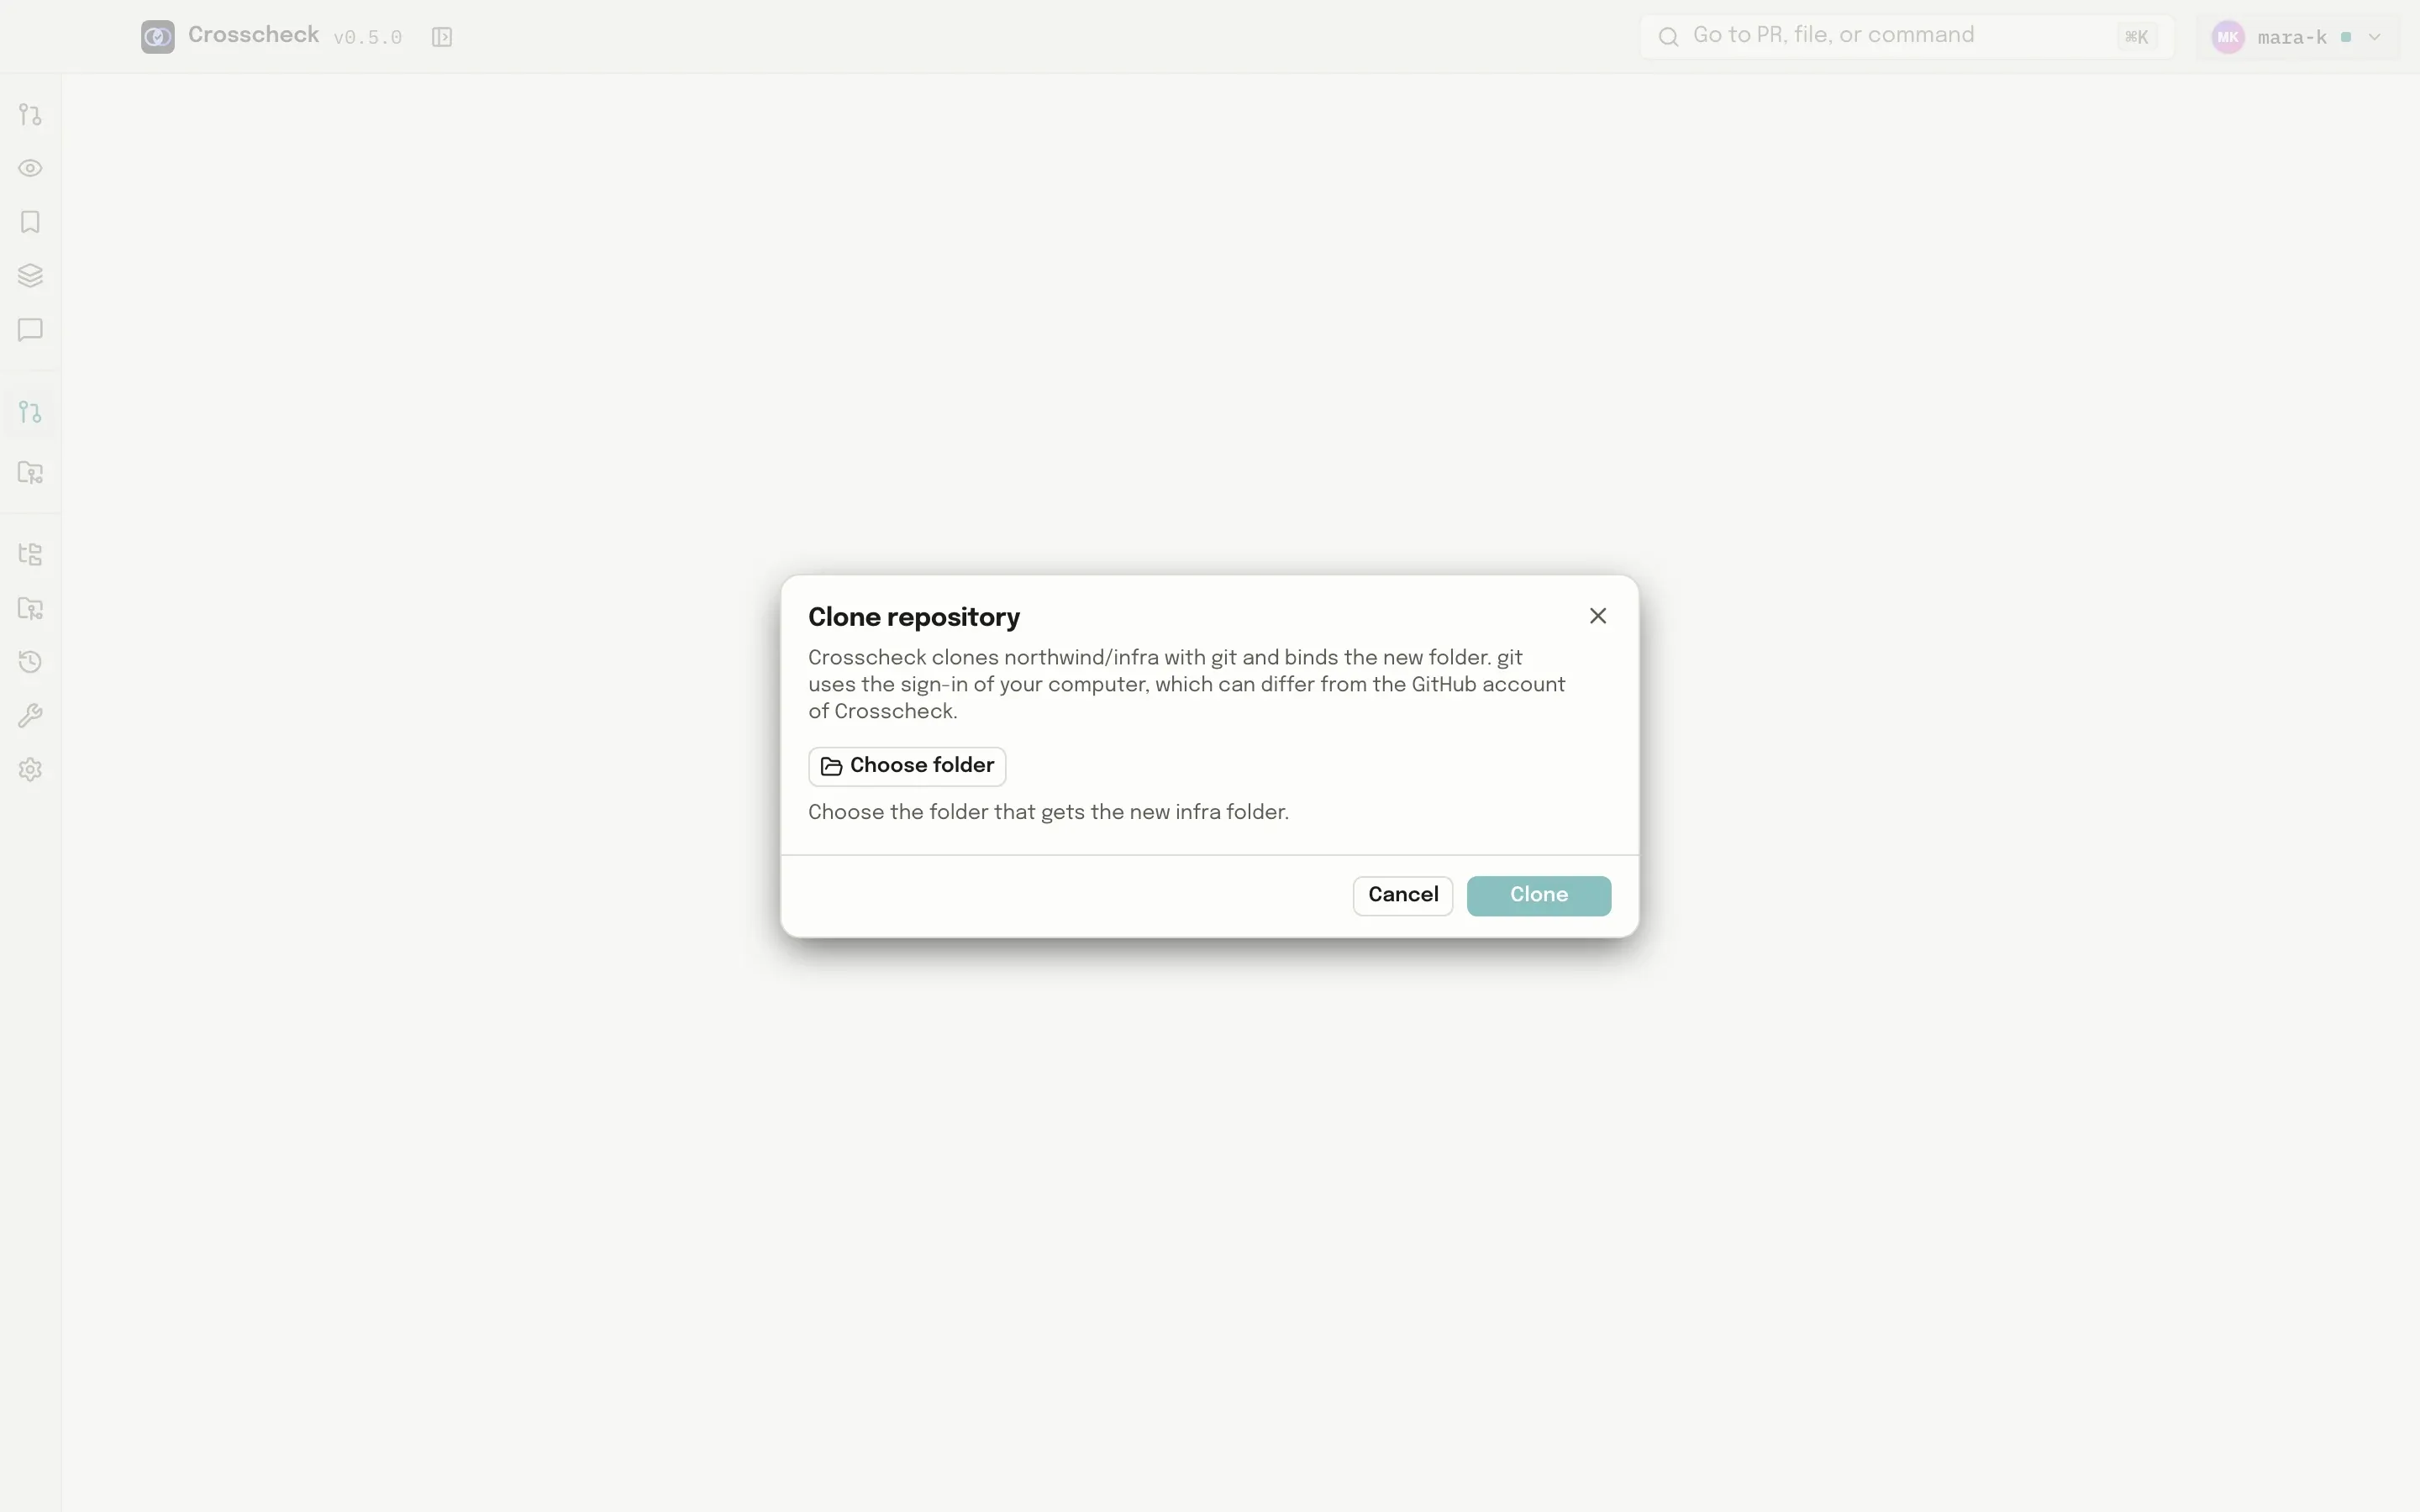 Crosscheck v0.5.0
Go to PR, file, or command ⌘K
MK mara-k
Clone repository
Crosscheck clones northwind/infra with git and binds the new folder. git
uses the sign-in of your computer, which can differ from the GitHub account
of Crosscheck.
Choose folder
Choose the folder that gets the new infra folder.
Cancel Clone